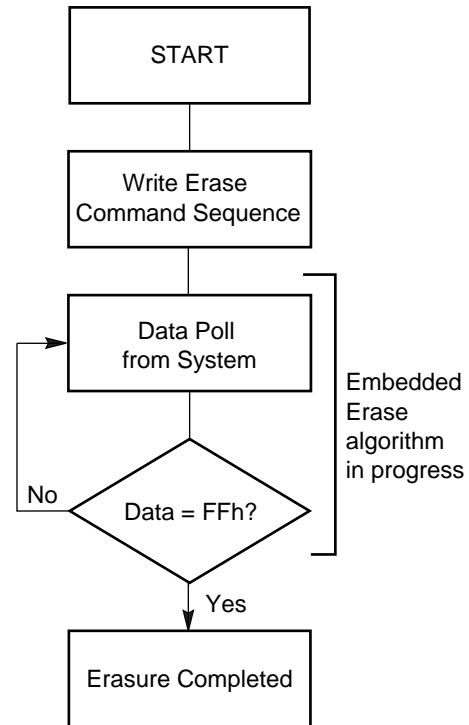 START
Write Erase
Command Sequence
Data Poll
from System
Embedded
Erase
algorithm
in progress
No
Data = FFh?
Yes
Erasure Completed